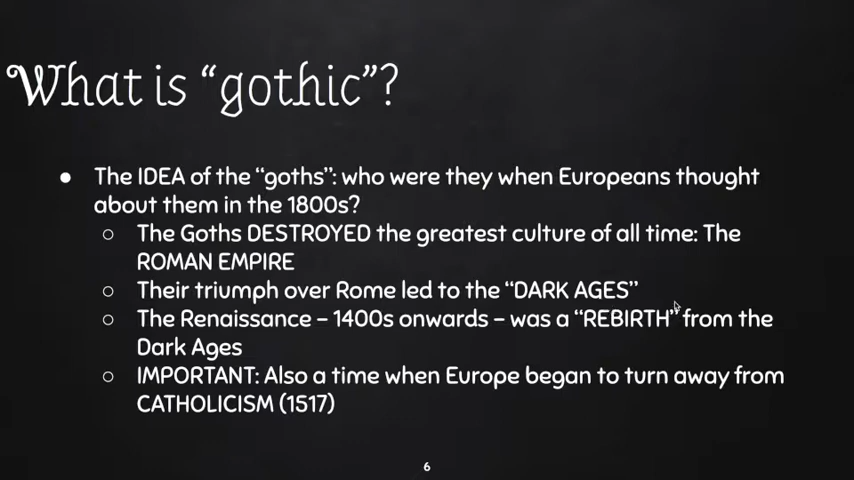 What is “gothic”?
● The IDEA of the “goths”: who were they when Europeans thought
about them in the 1800s?
○ The Goths DESTROYED the greatest culture of all time: The
ROMAN EMPIRE
○ Their triumph over Rome led to the “DARK AGES”
○ The Renaissance – 1400s onwards – was a “REBIRTH” from the
Dark Ages
○ IMPORTANT: Also a time when Europe began to turn away from
CATHOLICISM (1517)
6